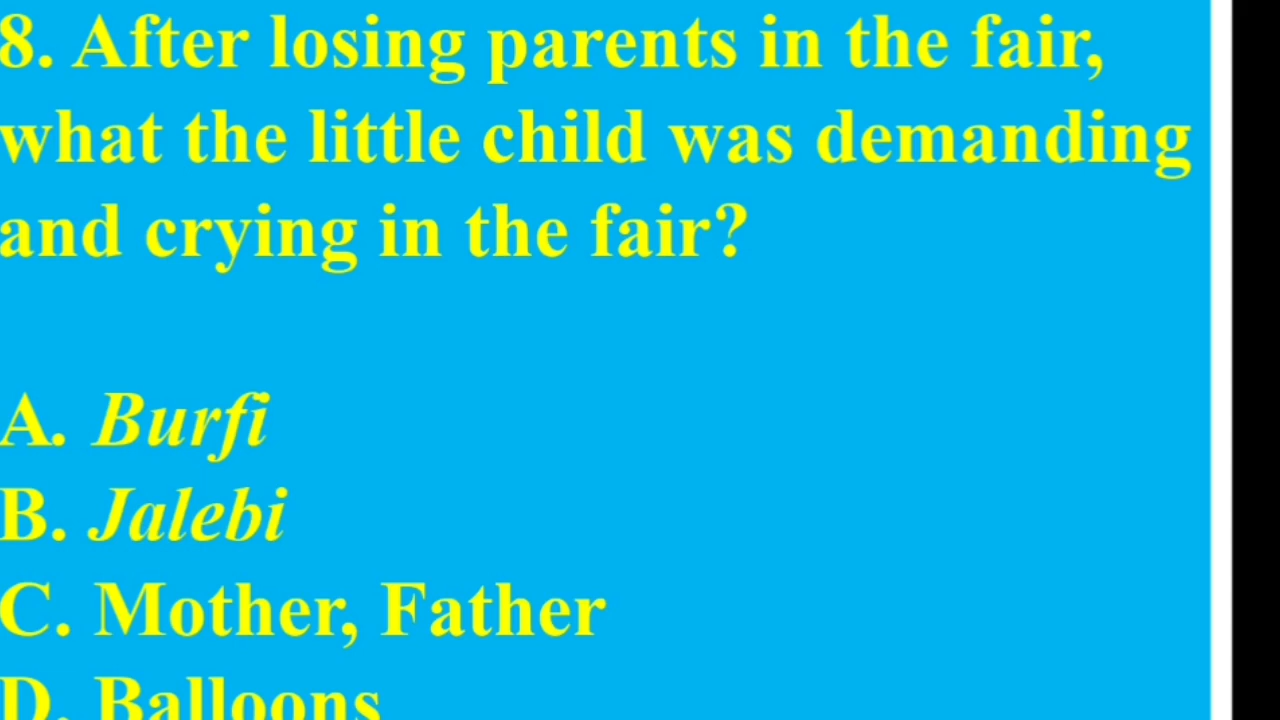 8. After losing parents in the fair,
what the little child was demanding
and crying in the fair?
A. Burfi
B. Jalebi
C. Mother, Father
D. Balloons